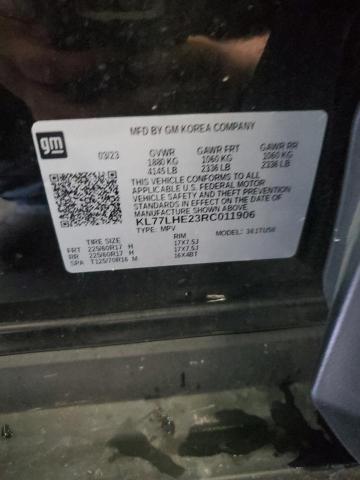 gm
MFD BY GM KOREA COMPANY
03/23 GVWR GAWR FRT GAWR RR
1880 KG 1060 KG 1060 KG
4145 LB 2336 LB 2336 LB
THIS VEHICLE CONFORMS TO ALL
APPLICABLE U.S. FEDERAL MOTOR
VEHICLE SAFETY AND THEFT PREVENTION
STANDARDS IN EFFECT ON THE DATE OF
MANUFACTURE SHOWN ABOVE.
KL77LHE23RC011906
TYPE: MPV MODEL:
TIRE SIZE RIM
FRT 225/60R17 H 17X7.5J
RR 225/60R17 H 17X7.5J
SPA T125/70R16 M 16X4BT